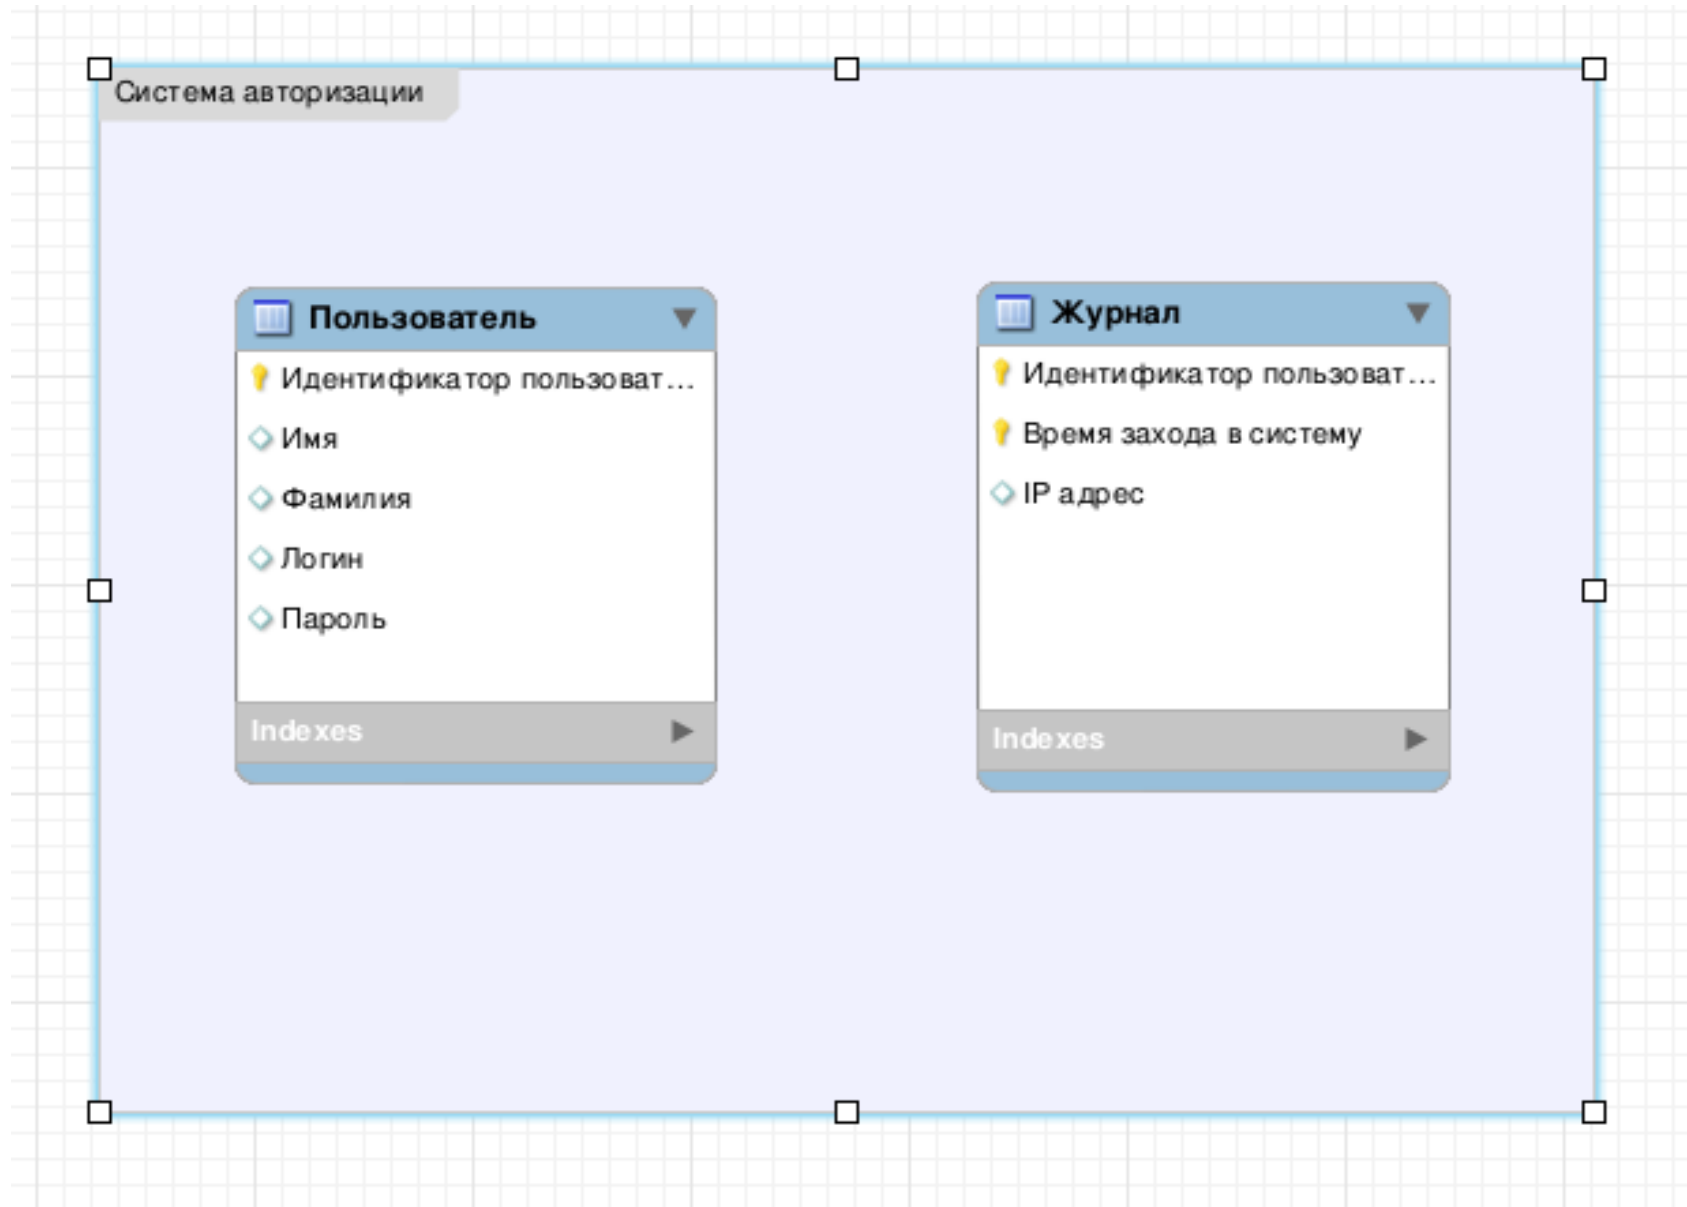 Система авторизации
Пользователь
Идентификатор пользоват...
Имя
Фамилия
Логин
Пароль
Indexes
Журнал
Идентификатор пользоват...
Время захода в систему
IP адрес
Indexes